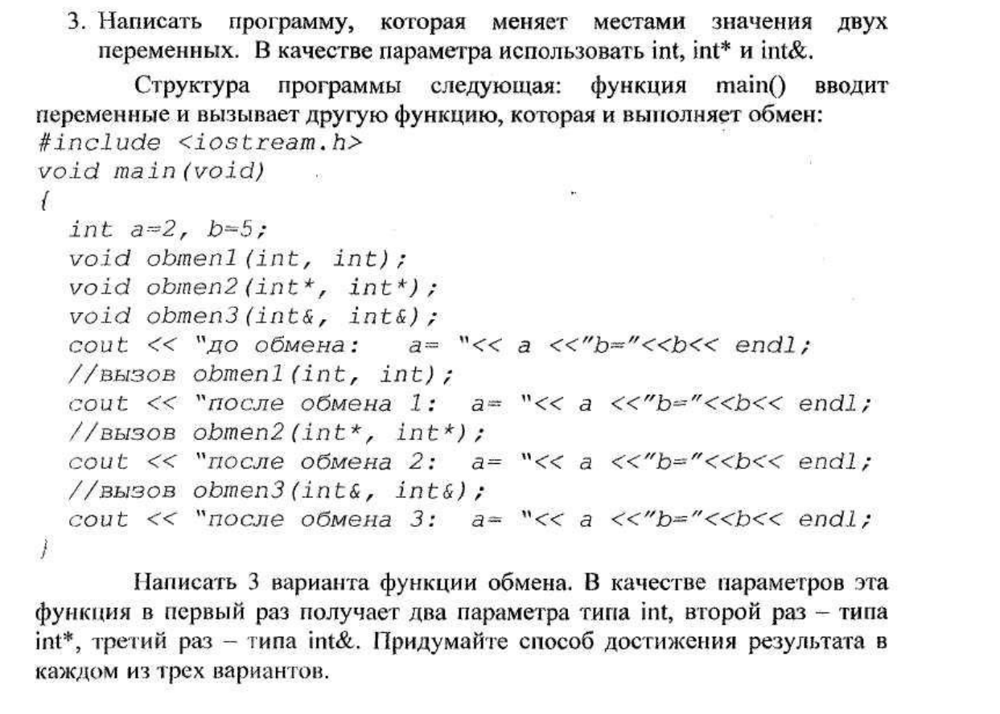 3. Написать программу, которая меняет местами значения двух
переменных. В качестве параметра использовать int, int* и int&.
Структура программы следующая: функция main() вводит
переменные и вызывает другую функцию, которая и выполняет обмен:
#include <iostream.h>
void main(void)
{
int a=2, b=5;
void obmen1(int, int);
void obmen2(int*, int*);
void obmen3(int&, int&);
cout << "до обмена: a= "<< a <<"b="<<b<< endl;
//вызов obmen1(int, int);
cout << "после обмена 1: a= "<< a <<"b="<<b<< endl;
//вызов obmen2(int*, int*);
cout << "после обмена 2: a= "<< a <<"b="<<b<< endl;
//вызов obmen3(int&, int&);
cout << "после обмена 3: a= "<< a <<"b="<<b<< endl;
}
Написать 3 варианта функции обмена. В качестве параметров эта
функция в первый раз получает два параметра типа int, второй раз – типа
int*, третий раз – типа int&. Придумайте способ достижения результата в
каждом из трех вариантов.